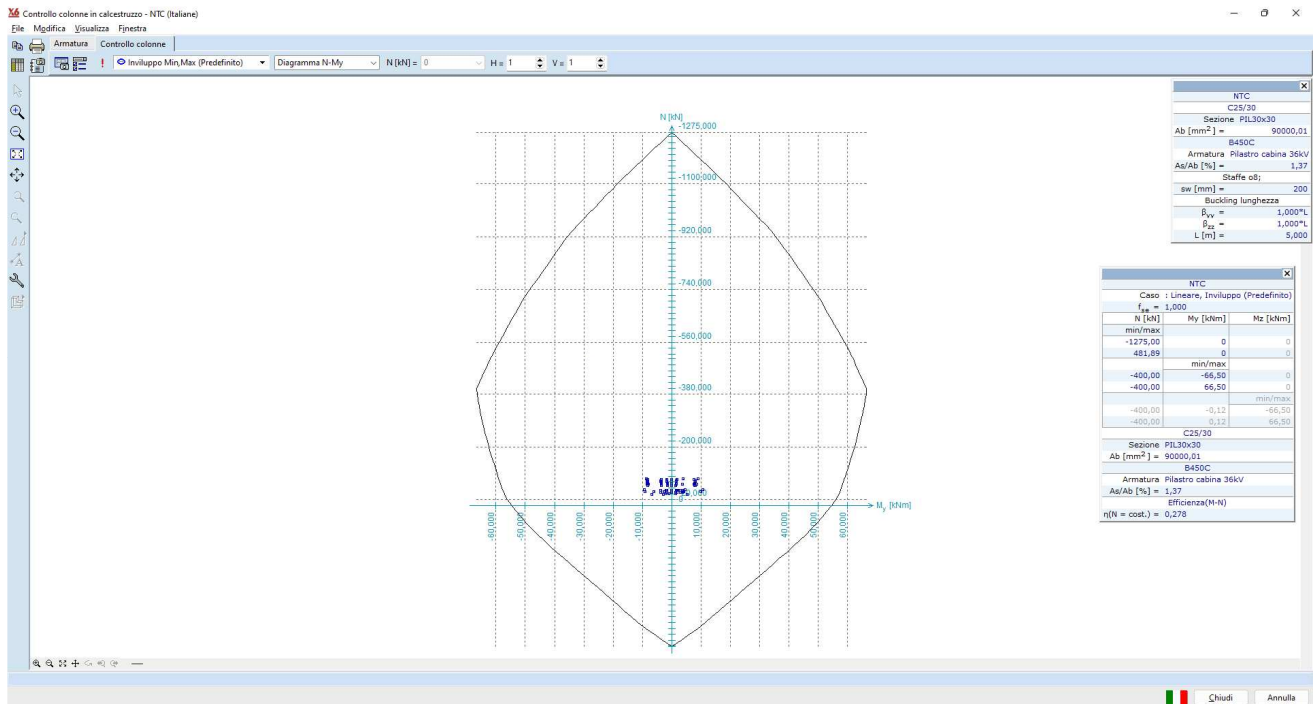 Controllo colonne in calcestruzzo - NTC (Italiane)
File Modifica Visualizza Finestra
Armatura Controllo colonne
Inviluppo Min,Max (Predefinito) Diagramma N-My N [kN] = 0 H = 1 V = 1
N [kN]
-1275,000
-1100,000
-920,000
-740,000
-560,000
-380,000
-200,000
0
My [kNm]
-60,000 -50,000 -40,000 -30,000 -20,000 -10,000 10,000 20,000 30,000 40,000 50,000 60,000
NTC
C25/30
Sezione PIL30x30
Ab [mm2] = 90000,01
B450C
Armatura Pilastro cabina 36kV
As/Ab [%] = 1,37
Staffe ⌀8;
sw [mm] = 200
Buckling lunghezza
βyy = 1,000*L
βzz = 1,000*L
L [m] = 5,000
NTC
Caso : Lineare, Inviluppo (Predefinito)
fse = 1,000
N [kN] My [kNm] Mz [kNm]
min/max
-1275,00 0 0
481,89 0 0
min/max
-400,00 -66,50 0
-400,00 66,50 0
min/max
-400,00 -0,12 -66,50
-400,00 0,12 66,50
C25/30
Sezione PIL30x30
Ab [mm2] = 90000,01
B450C
Armatura Pilastro cabina 36kV
As/Ab [%] = 1,37
Efficienza(M-N)
η(N = cost.) = 0,278
Chiudi Annulla